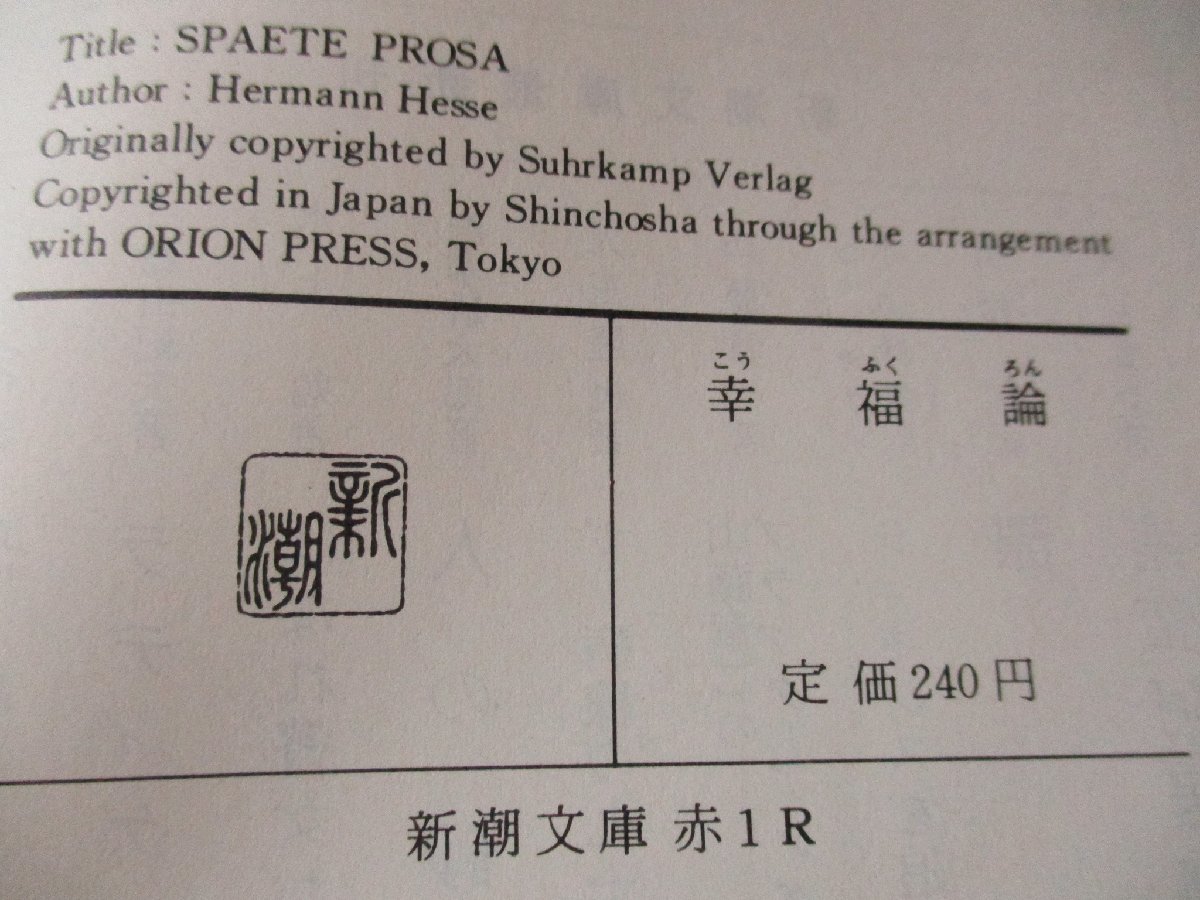 Title : SPAETE PROSA
Author : Hermann Hesse
Originally copyrighted by Suhrkamp Verlag
Copyrighted in Japan by Shinchosha through the arrangement
with ORION PRESS, Tokyo
こう ふく ろん
幸 福 論
新潮
定 価 240 円
新潮文庫 赤 1 R